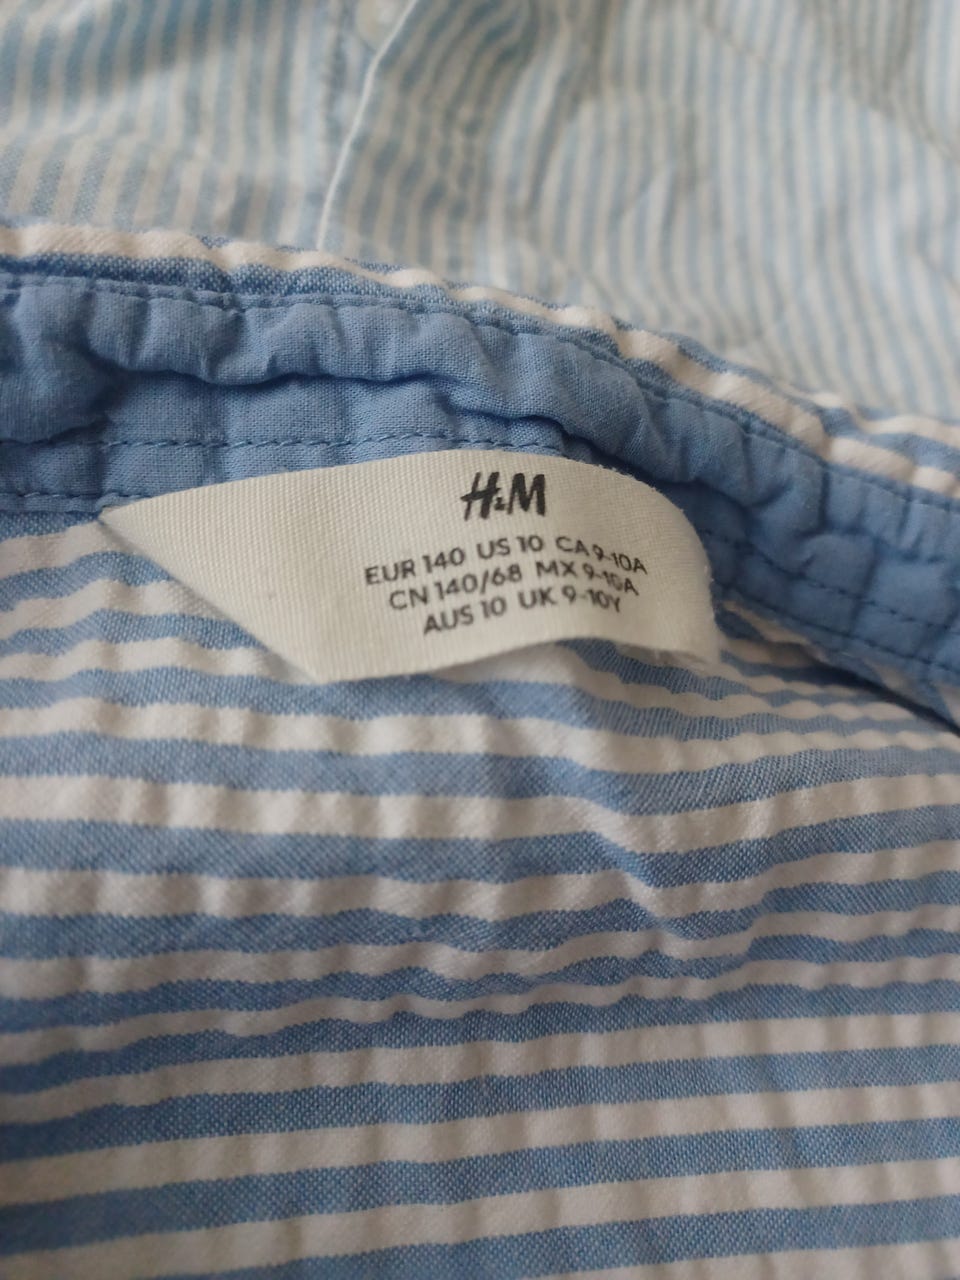 H&M
EUR 140 US 10 CA 9-10A
CN 140/68 MX 9-10A
AUS 10 UK 9-10Y